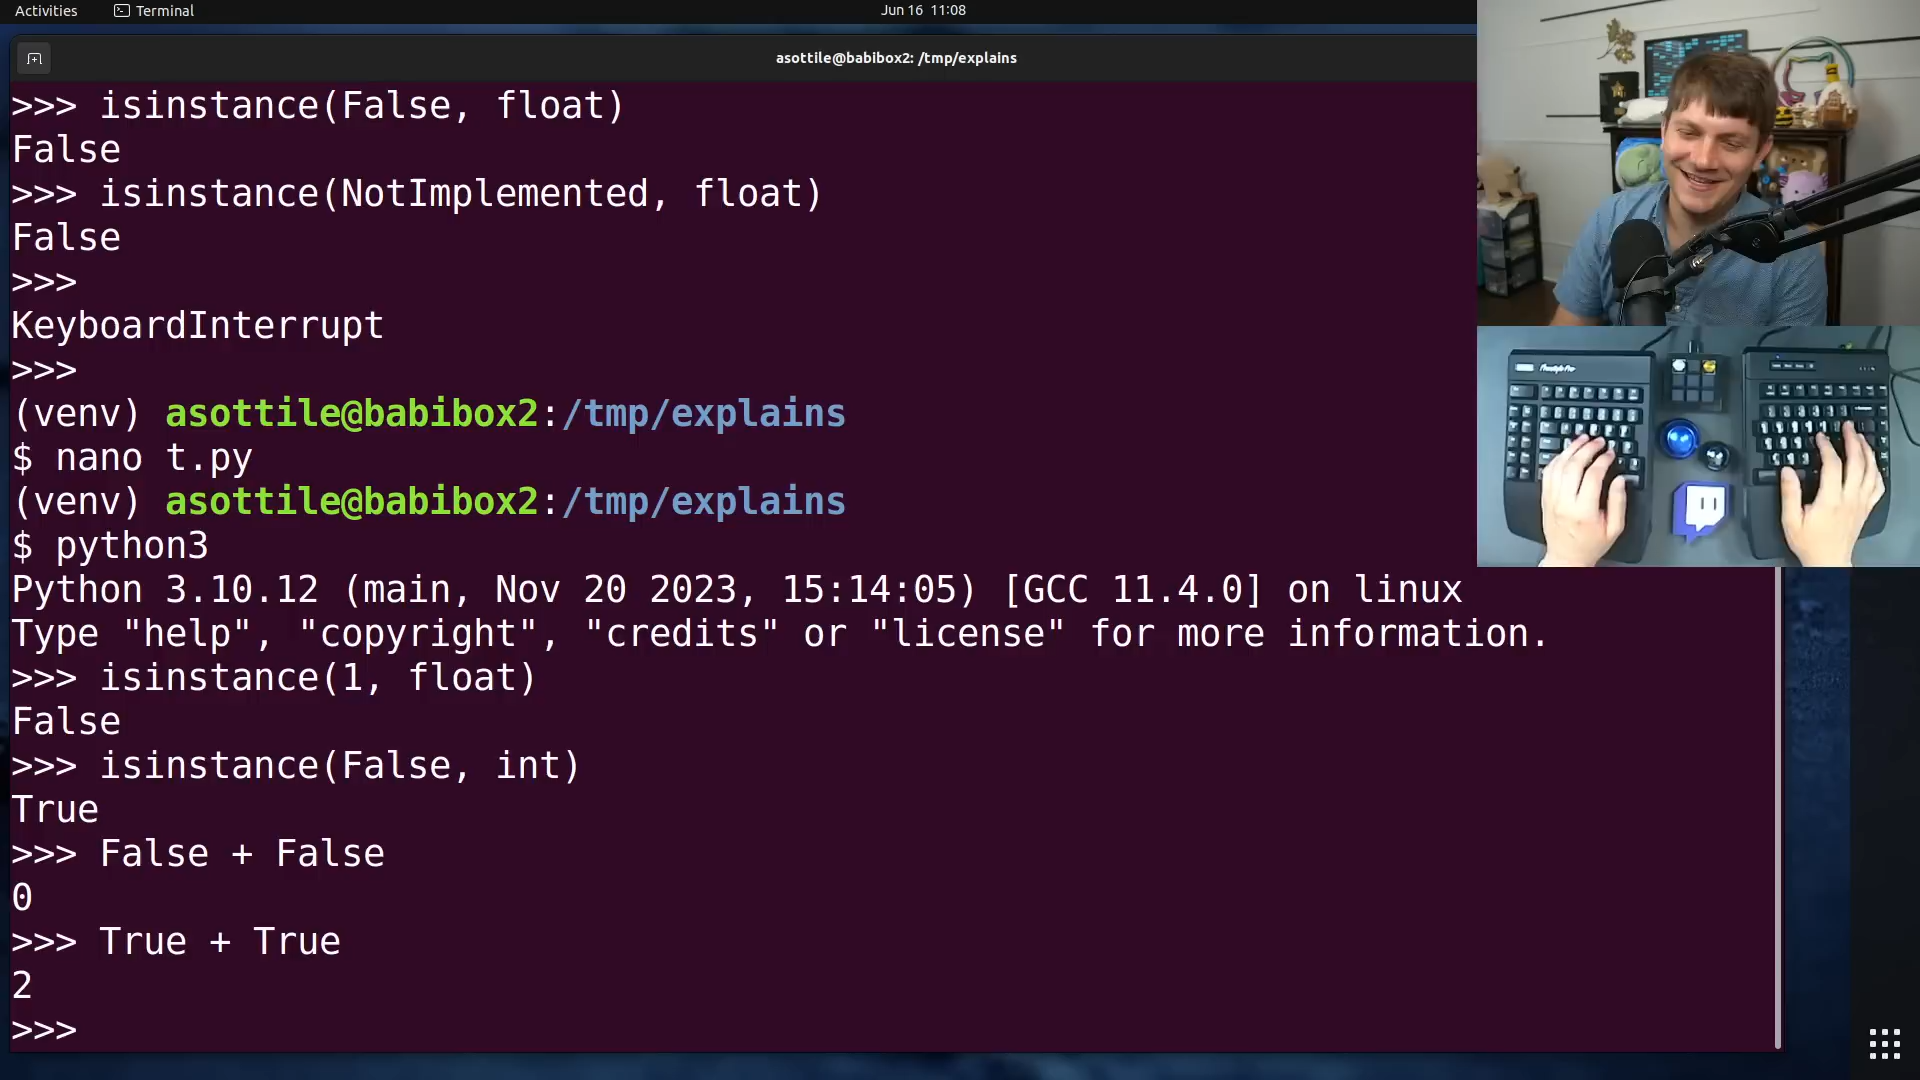 Activities
Terminal
Jun 16 11:08
asottile@babibox2: /tmp/explains
>>> isinstance(False, float)
False
>>> isinstance(NotImplemented, float)
False
>>>
KeyboardInterrupt
>>>
(venv) asottile@babibox2:/tmp/explains
$ nano t.py
(venv) asottile@babibox2:/tmp/explains
$ python3
Python 3.10.12 (main, Nov 20 2023, 15:14:05) [GCC 11.4.0] on linux
Type "help", "copyright", "credits" or "license" for more information.
>>> isinstance(1, float)
False
>>> isinstance(False, int)
True
>>> False + False
0
>>> True + True
2
>>>